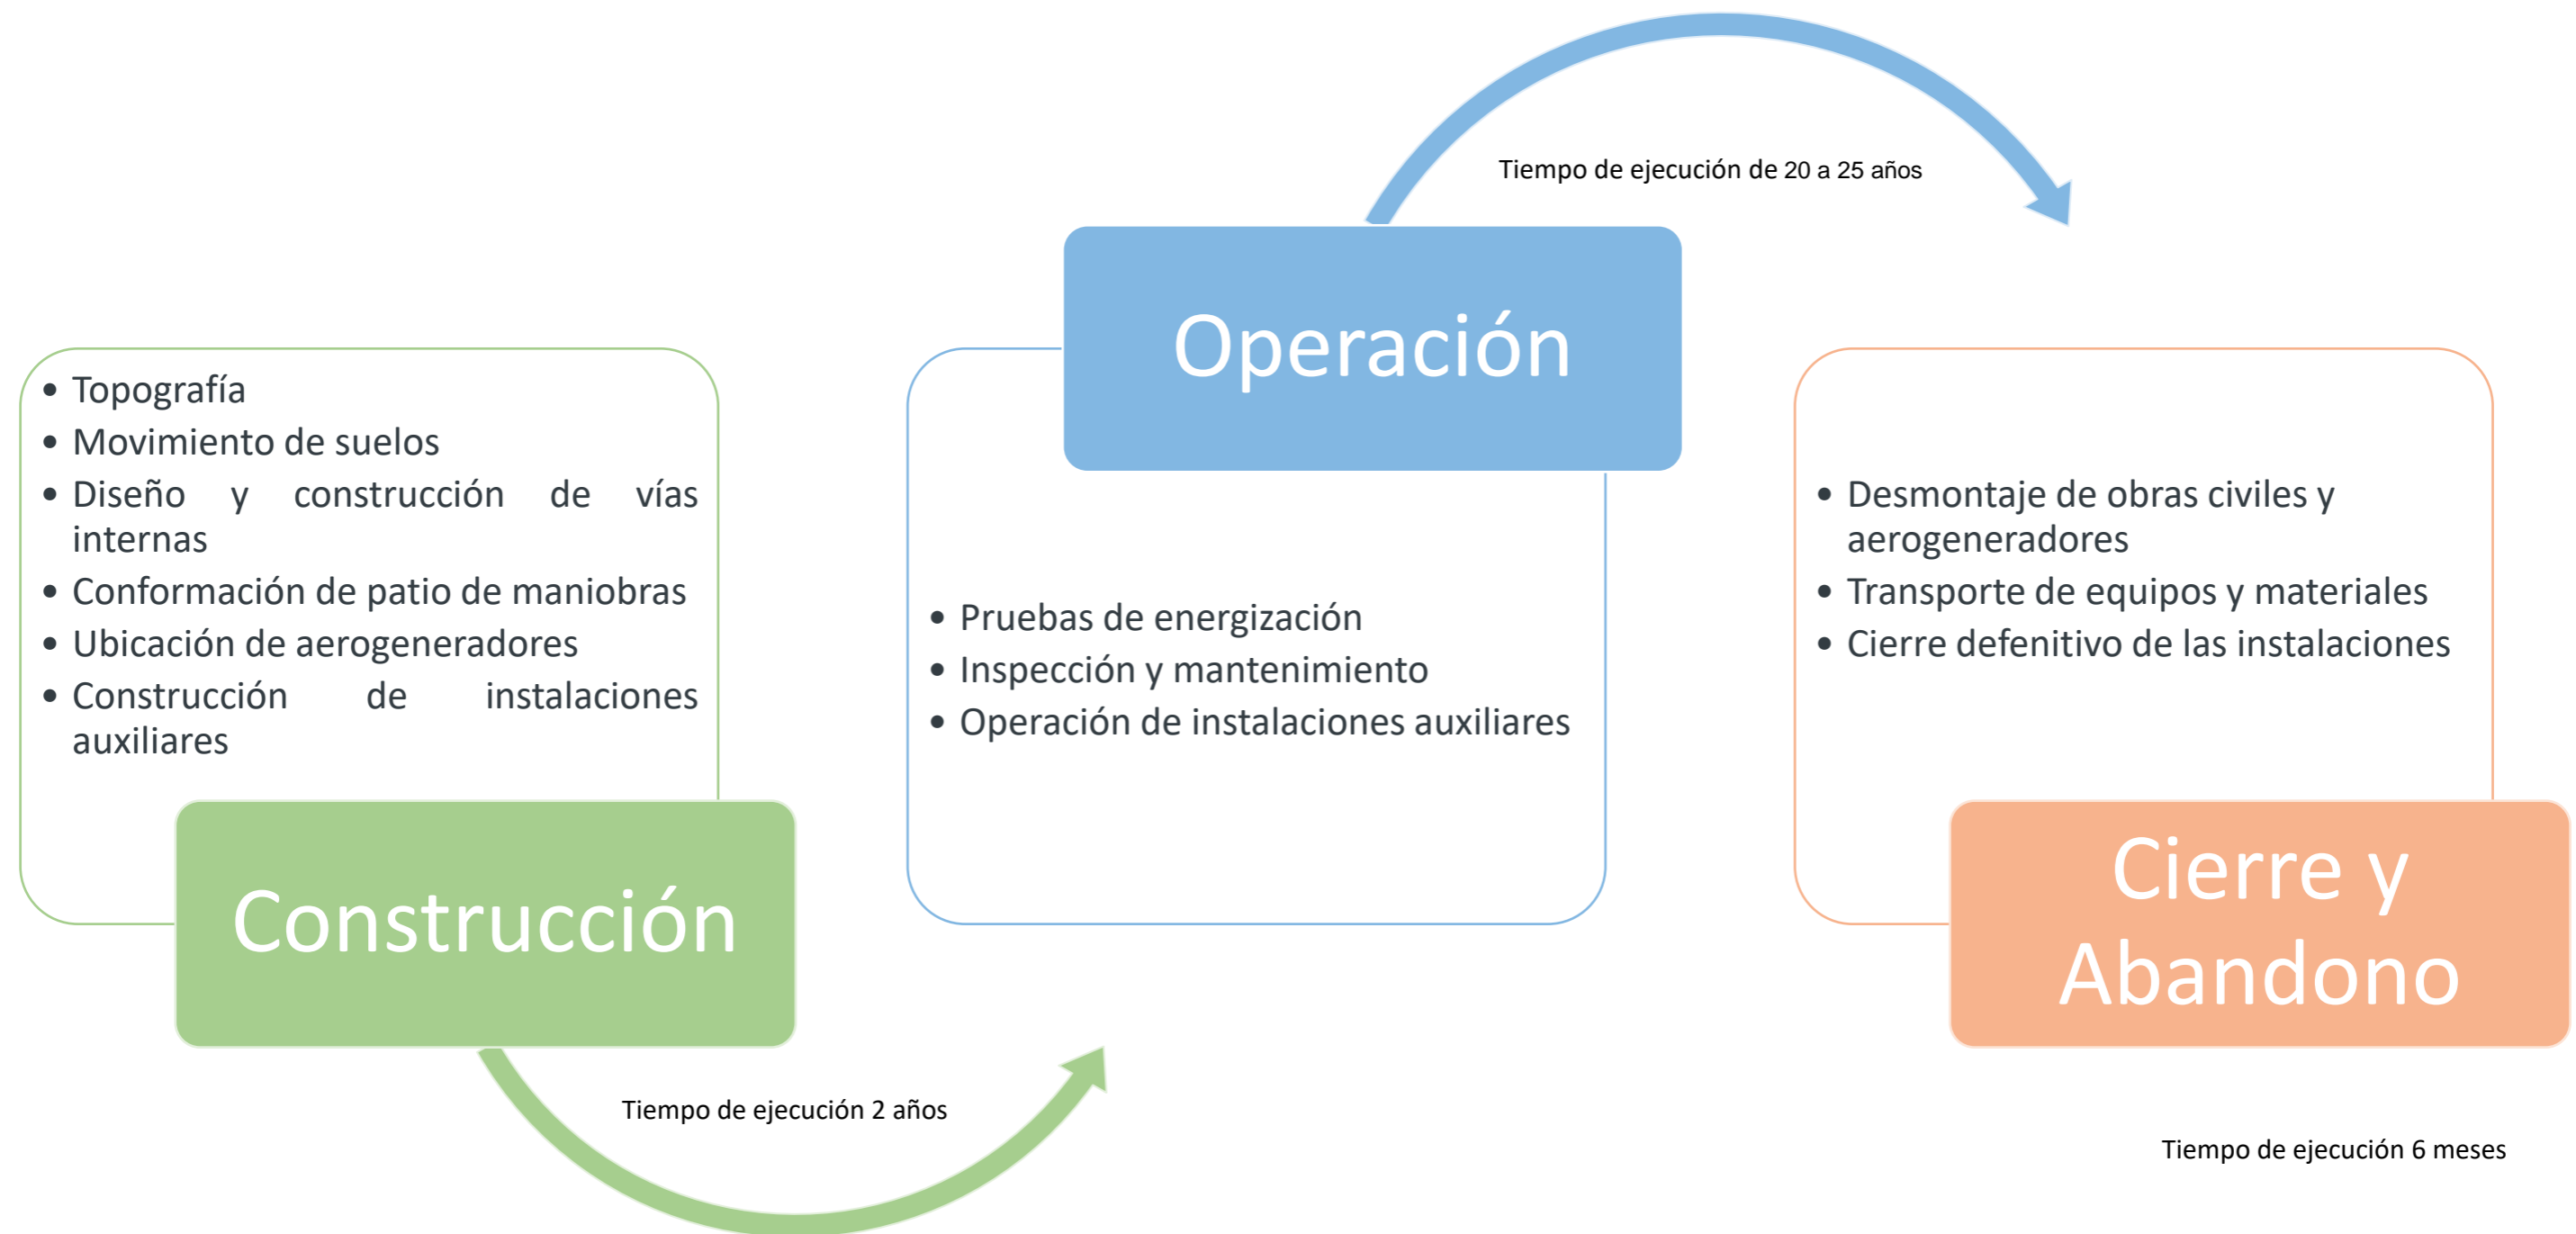 • Topografía
• Movimiento de suelos
• Diseño y construcción de vías
internas
• Conformación de patio de maniobras
• Ubicación de aerogeneradores
• Construcción de instalaciones
auxiliares
Construcción
Tiempo de ejecución 2 años
Operación
Tiempo de ejecución de 20 a 25 años
• Pruebas de energización
• Inspección y mantenimiento
• Operación de instalaciones auxiliares
• Desmontaje de obras civiles y
aerogeneradores
• Transporte de equipos y materiales
• Cierre defenitivo de las instalaciones
Cierre y
Abandono
Tiempo de ejecución 6 meses